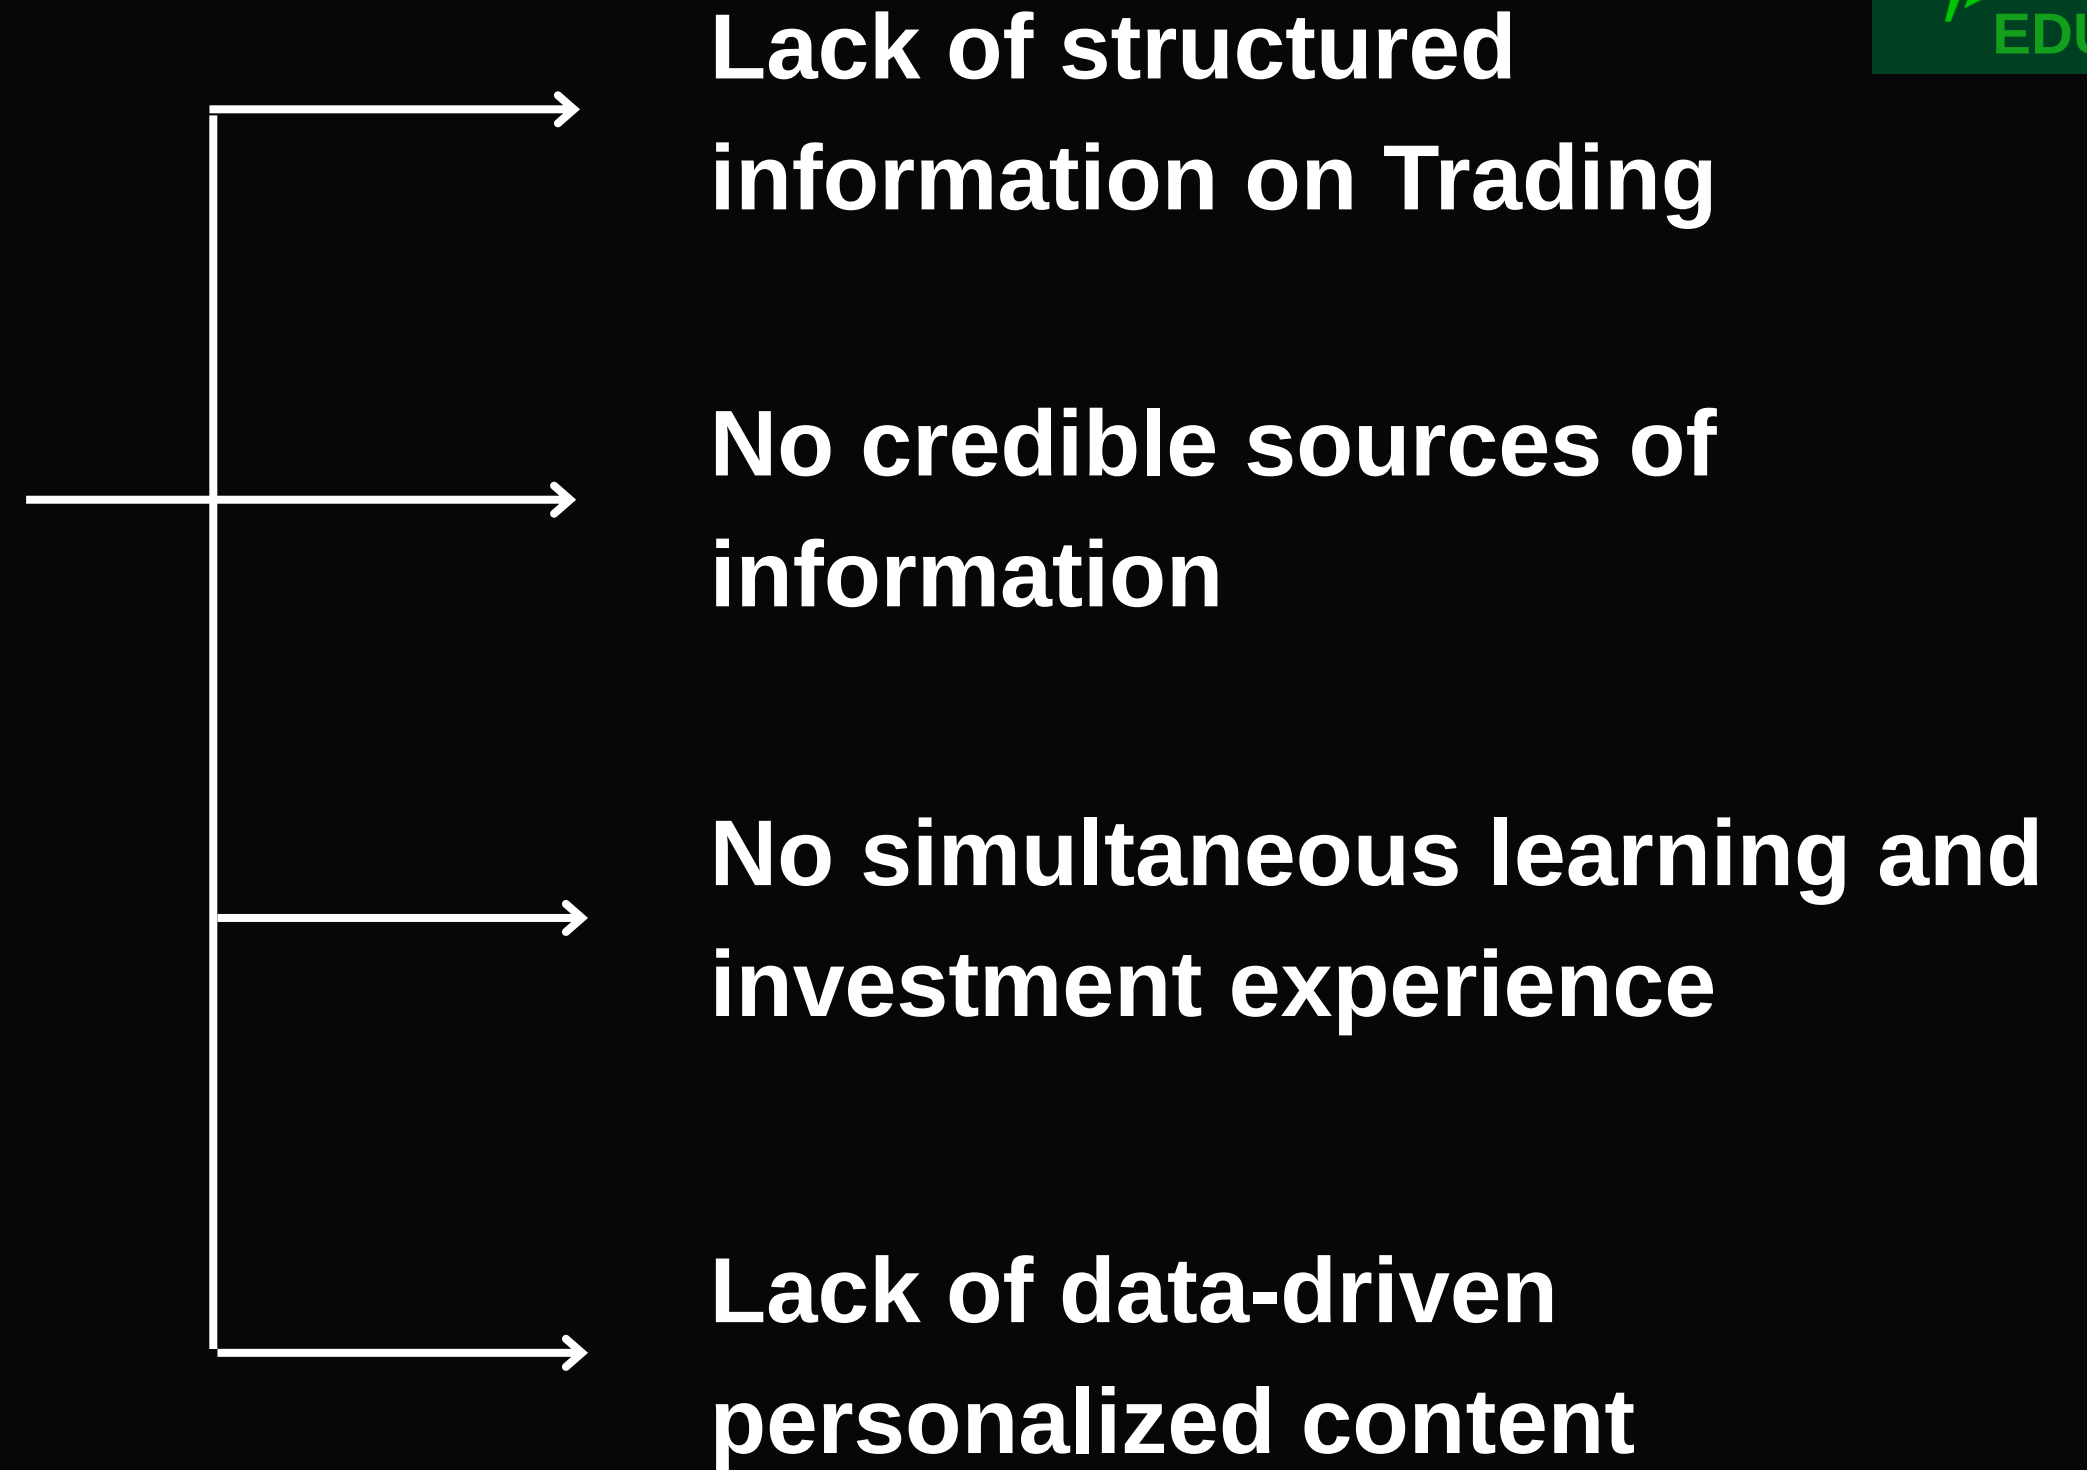 Lack of structured
EDU
information on Trading
No credible sources of
information
No simultaneous learning and
investment experience
Lack of data-driven
personalized content